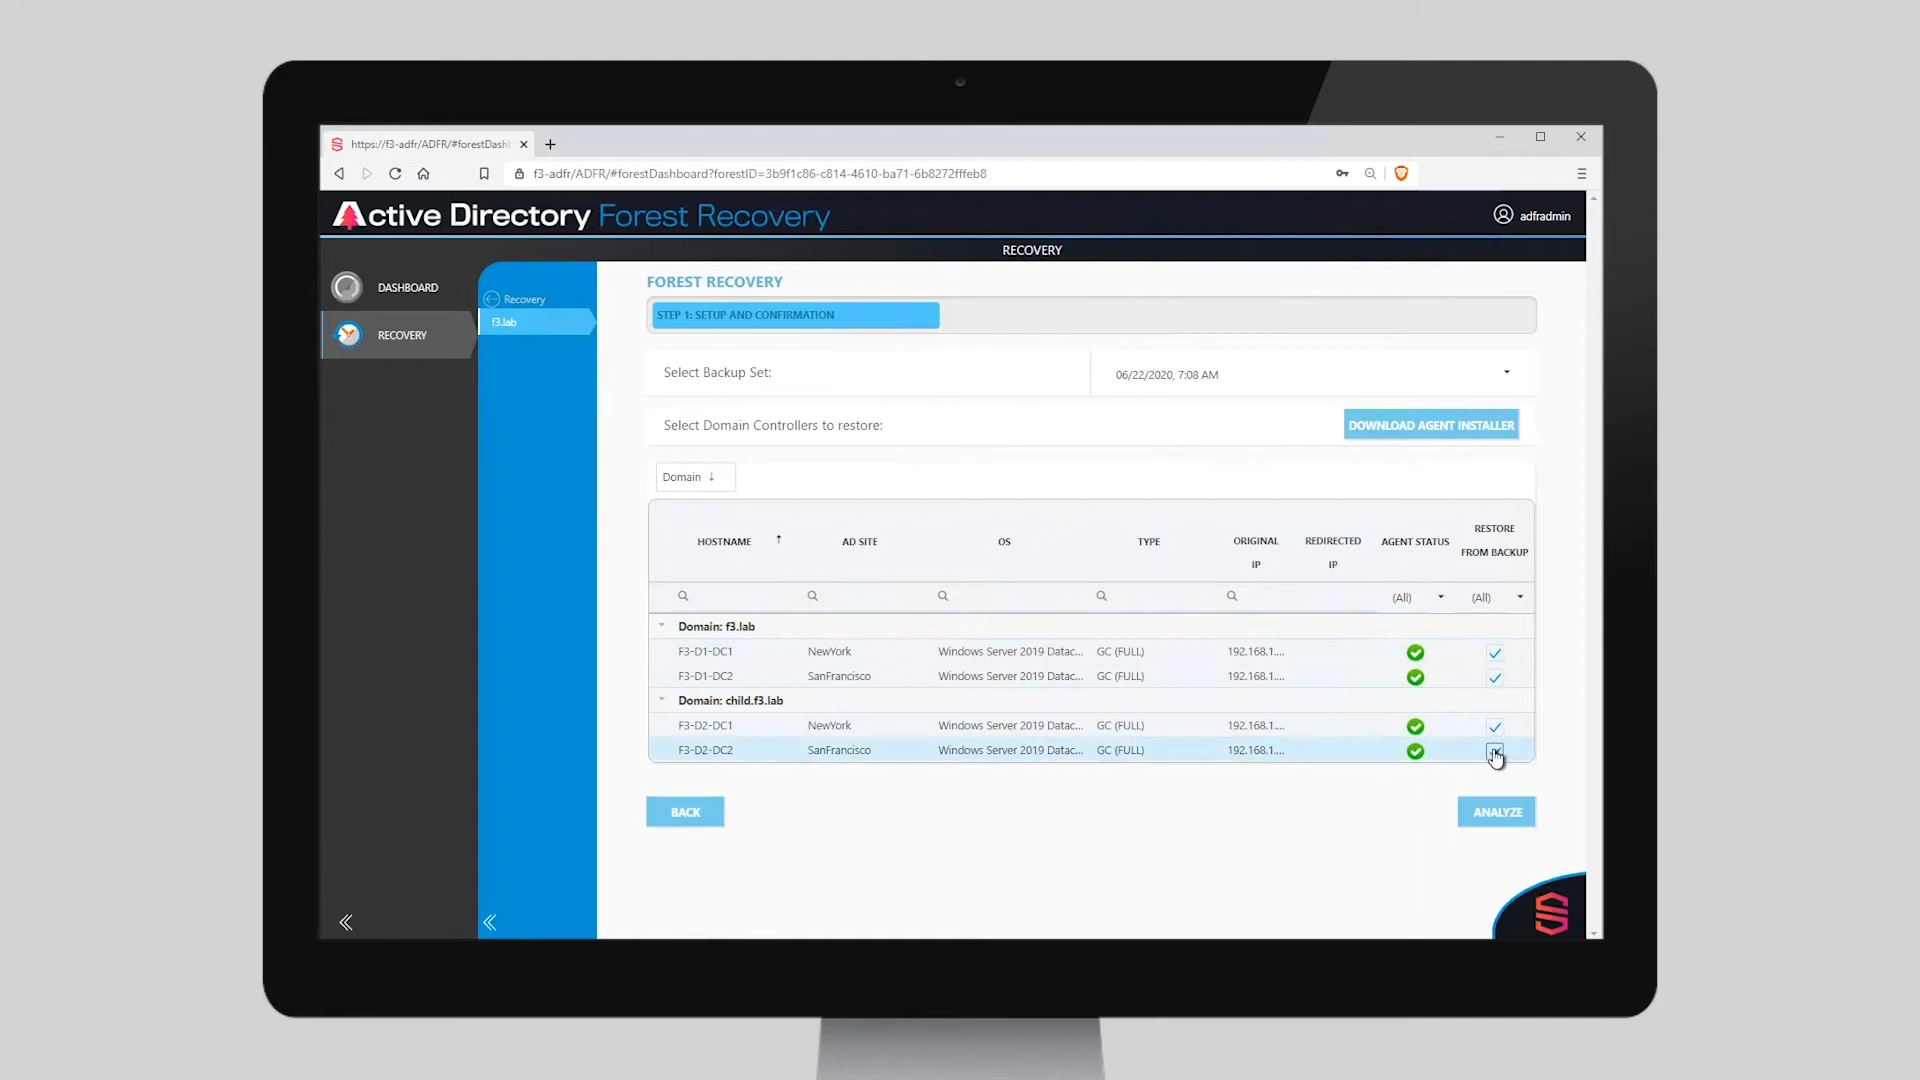 https://f3-adfr/ADFR/#forestDashb
f3-adfr/ADFR/#forestDashboard?forestID=3b9f1c86-c814-4610-ba71-6b8272fffeb8
Active Directory Forest Recovery
adfradmin
RECOVERY
DASHBOARD
RECOVERY
Recovery
f3.lab
FOREST RECOVERY
STEP 1: SETUP AND CONFIRMATION
Select Backup Set:
06/22/2020, 7:08 AM
Select Domain Controllers to restore:
DOWNLOAD AGENT INSTALLER
Domain ↓
HOSTNAME ↑ AD SITE OS TYPE ORIGINAL IP REDIRECTED IP AGENT STATUS RESTORE FROM BACKUP
(All) (All)
Domain: f3.lab
F3-D1-DC1 NewYork Windows Server 2019 Datac... GC (FULL) 192.168.1....
F3-D1-DC2 SanFrancisco Windows Server 2019 Datac... GC (FULL) 192.168.1....
Domain: child.f3.lab
F3-D2-DC1 NewYork Windows Server 2019 Datac... GC (FULL) 192.168.1....
F3-D2-DC2 SanFrancisco Windows Server 2019 Datac... GC (FULL) 192.168.1....
BACK
ANALYZE